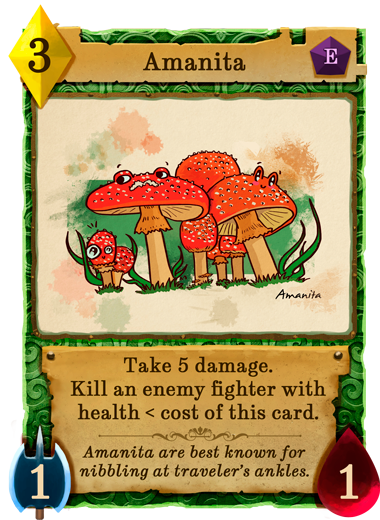 3
Amanita
E
Amanita
Take 5 damage.
Kill an enemy fighter with
health < cost of this card.
Amanita are best known for
nibbling at traveler's ankles.
1
1